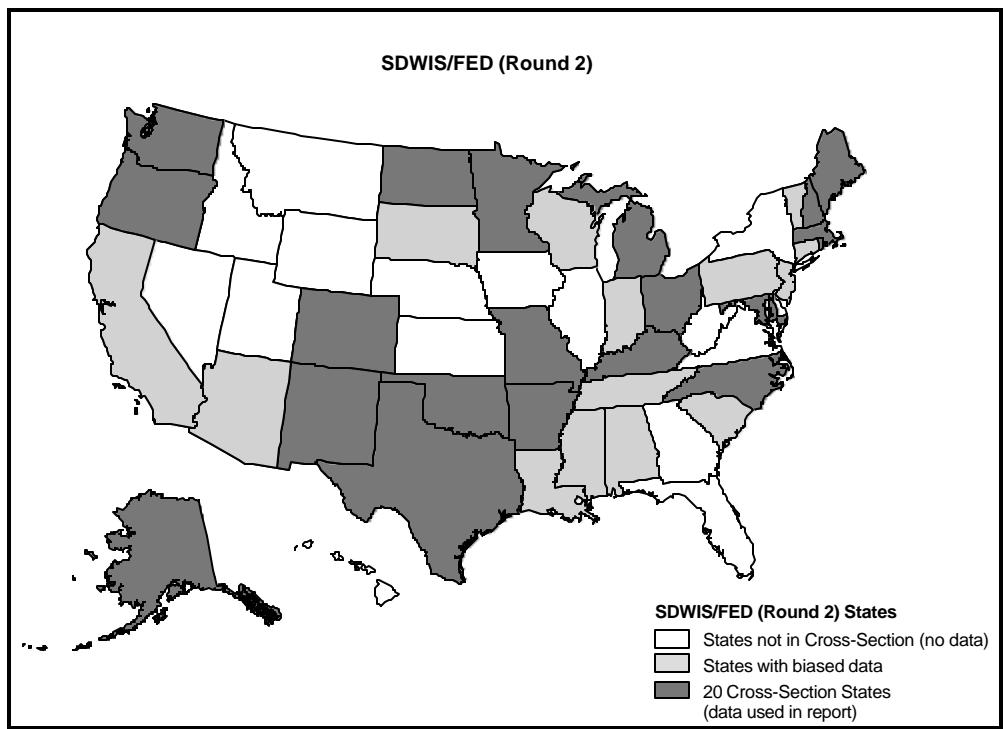 SDWIS/FED (Round 2)
SDWIS/FED (Round 2) States
States not in Cross-Section (no data)
States with biased data
20 Cross-Section States
(data used in report)